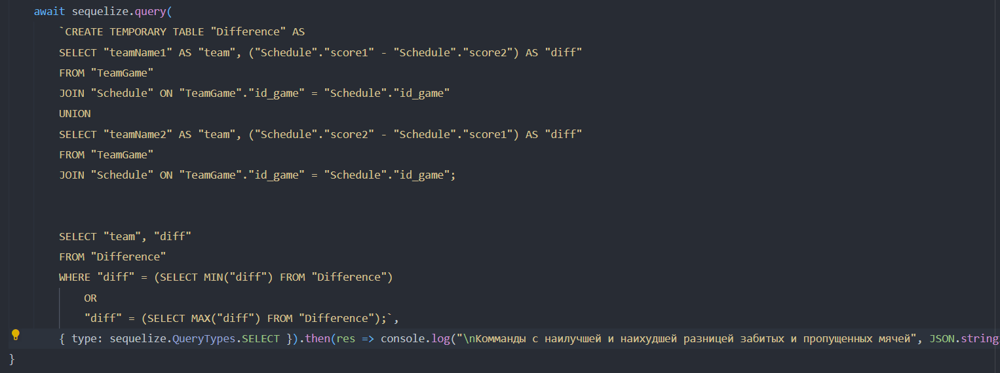 await sequelize.query(
`CREATE TEMPORARY TABLE "Difference" AS
SELECT "teamName1" AS "team", ("Schedule"."score1" - "Schedule"."score2") AS "diff"
FROM "TeamGame"
JOIN "Schedule" ON "TeamGame"."id_game" = "Schedule"."id_game"
UNION
SELECT "teamName2" AS "team", ("Schedule"."score2" - "Schedule"."score1") AS "diff"
FROM "TeamGame"
JOIN "Schedule" ON "TeamGame"."id_game" = "Schedule"."id_game";
SELECT "team", "diff"
FROM "Difference"
WHERE "diff" = (SELECT MIN("diff") FROM "Difference")
OR
"diff" = (SELECT MAX("diff") FROM "Difference");`,
{ type: sequelize.QueryTypes.SELECT }).then(res => console.log("\nКомманды с наилучшей и наихудшей разницей забитых и пропущенных мячей", JSON.string
}